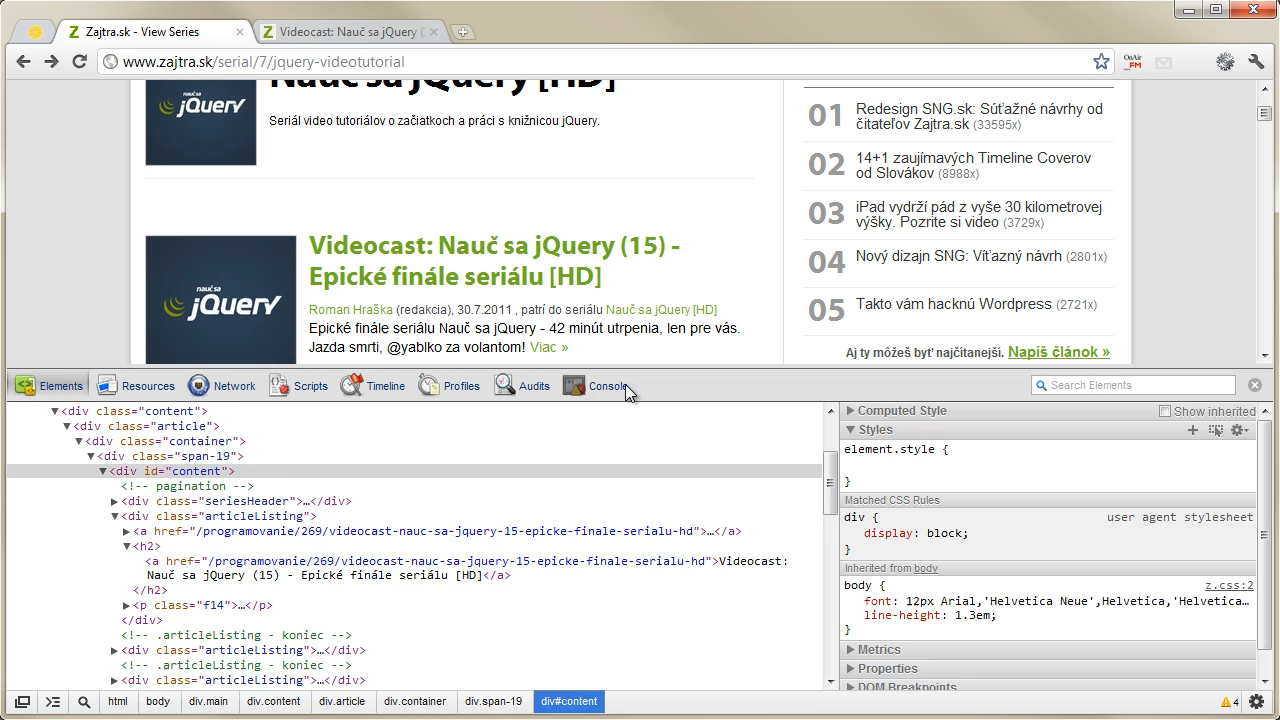 Zajtra.sk - View Series
Videocast: Nauč sa jQuery (
www.zajtra.sk/serial/7/jquery-videotutorial
OnAir
_FM
nauč sa
jQuery
Nauč sa jQuery [HD]
Seriál video tutoriálov o začiatkoch a práci s knižnicou jQuery.
nauč sa
jQuery
Videocast: Nauč sa jQuery (15) -
Epické finále seriálu [HD]
Roman Hraška (redakcia), 30.7.2011 , patrí do seriálu Nauč sa jQuery [HD]
Epické finále seriálu Nauč sa jQuery - 42 minút utrpenia, len pre vás.
Jazda smrti, @yablko za volantom! Viac »
01 Redesign SNG.sk: Súťažné návrhy od
čitateľov Zajtra.sk (33595x)
02 14+1 zaujímavých Timeline Coverov
od Slovákov (8988x)
03 iPad vydrží pád z vyše 30 kilometrovej
výšky. Pozrite si video (3729x)
04 Nový dizajn SNG: Víťazný návrh (2801x)
05 Takto vám hacknú Wordpress (2721x)
Aj ty môžeš byť najčítanejší. Napíš článok »
Elements Resources Network Scripts Timeline Profiles Audits Console Search Elements
▼<div class="content">
▼<div class="article">
▼<div class="container">
▼<div class="span-19">
▼<div id="content">
<!-- pagination -->
▶<div class="seriesHeader">…</div>
▼<div class="articleListing">
▶<a href="/programovanie/269/videocast-nauc-sa-jquery-15-epicke-finale-serialu-hd">…</a>
▼<h2>
<a href="/programovanie/269/videocast-nauc-sa-jquery-15-epicke-finale-serialu-hd">Videocast:
Nauč sa jQuery (15) - Epické finále seriálu [HD]</a>
</h2>
▶<p class="f14">…</p>
</div>
<!-- .articleListing - koniec -->
▶<div class="articleListing">…</div>
<!-- .articleListing - koniec -->
▶<div class="articleListing">…</div>
▶ Computed Style Show inherited
▼ Styles
element.style {
}
Matched CSS Rules
div { user agent stylesheet
display: block;
}
Inherited from body
body { z.css:2
font: 12px Arial,'Helvetica Neue',Helvetica,'Helvetica…
line-height: 1.3em;
}
▶ Metrics
▶ Properties
▶ DOM Breakpoints
html body div.main div.content div.article div.container div.span-19 div#content 4